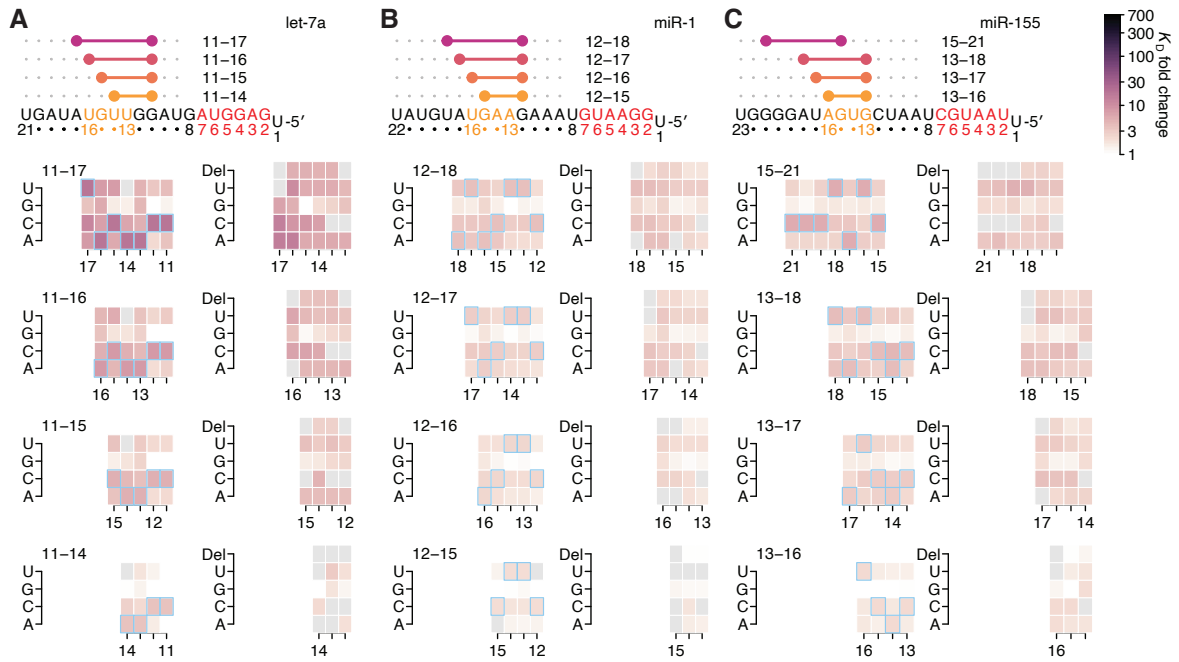 A
let-7a
11–17
11–16
11–15
11–14
UGAUAUGUUGGAUGAUGGAGU-5′
21 16 13 8 7 6 5 4 3 2 1
B
miR-1
12–18
12–17
12–16
12–15
UAUGUAUGAAGAAAUGUAAGGU-5′
22 16 13 8 7 6 5 4 3 2 1
C
miR-155
15–21
13–18
13–17
13–16
UGGGGAUAGUGCUAAUCGUAAUU-5′
23 16 13 8 7 6 5 4 3 2 1
700
300
100
30
10
3
1
KD fold change
11–17
U
G
C
A
17 14 11
Del
U
G
C
A
17 14
12–18
U
G
C
A
18 15 12
Del
U
G
C
A
18 15
15–21
U
G
C
A
21 18 15
Del
U
G
C
A
21 18
11–16
U
G
C
A
16 13
Del
U
G
C
A
16 13
12–17
U
G
C
A
17 14
Del
U
G
C
A
17 14
13–18
U
G
C
A
18 15
Del
U
G
C
A
18 15
11–15
U
G
C
A
15 12
Del
U
G
C
A
15 12
12–16
U
G
C
A
16 13
Del
U
G
C
A
16 13
13–17
U
G
C
A
17 14
Del
U
G
C
A
17 14
11–14
U
G
C
A
14 11
Del
U
G
C
A
14
12–15
U
G
C
A
15 12
Del
U
G
C
A
15
13–16
U
G
C
A
16 13
Del
U
G
C
A
16